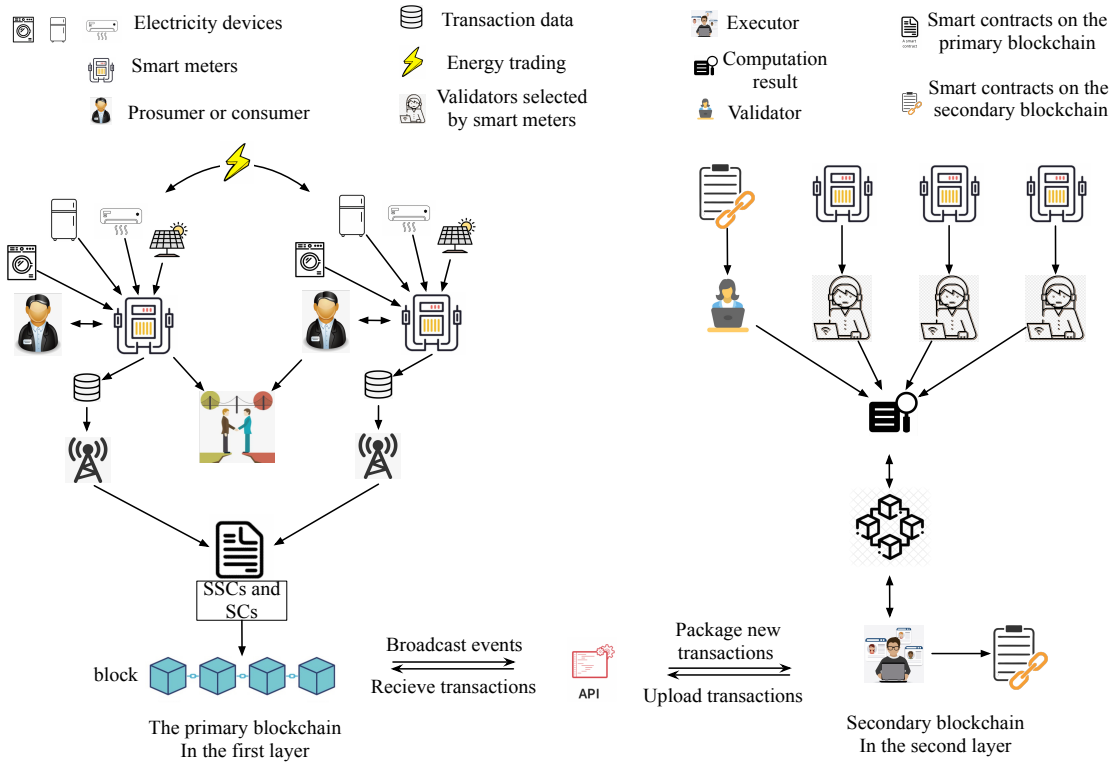 Electricity devices
Transaction data
Executor
Smart contracts on the
primary blockchain
A smart
contract
Smart meters
Energy trading
Computation
result
Prosumer or consumer
Validators selected
by smart meters
Validator
Smart contracts on the
secondary blockchain
SSCs and
SCs
block
Broadcast events
Recieve transactions
API
Package new
transactions
Upload transactions
The primary blockchain
In the first layer
Secondary blockchain
In the second layer